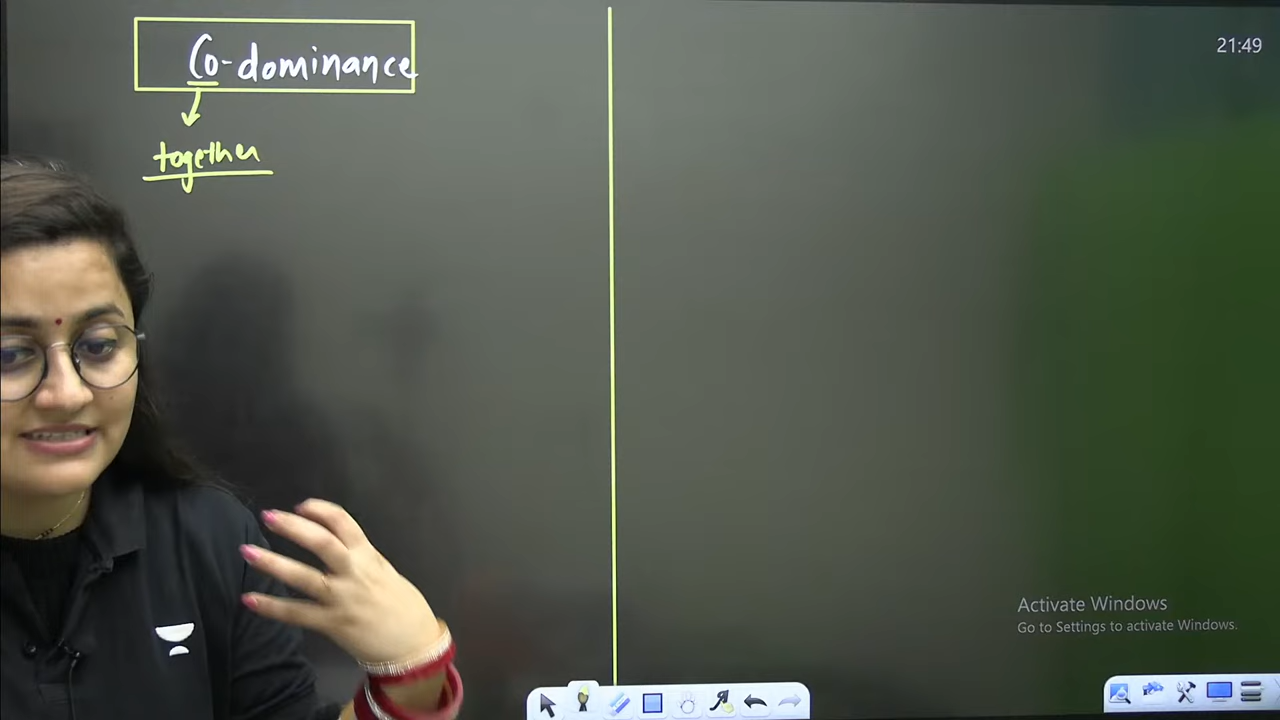 Co-dominance
together
21:49
Activate Windows
Go to Settings to activate Windows.